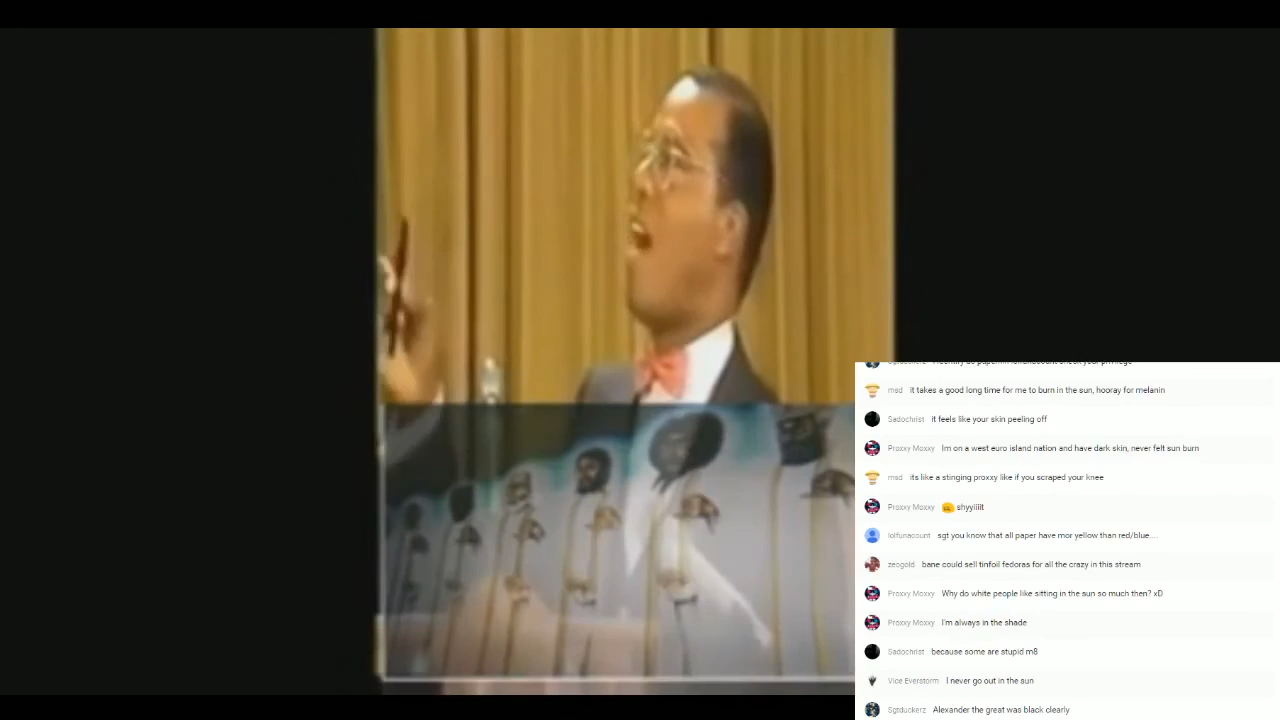 msd It takes a good long time for me to burn in the sun, hooray for melanin
Sadochrist it feels like your skin peeling off
Proxxy Moxxy Im on a west euro island nation and have dark skin, never felt sun burn
msd its like a stinging proxxy like if you scraped your knee
Proxxy Moxxy shyyiiiit
lolfunacount sgt you know that all paper have mor yellow than red/blue....
zeogold bane could sell tinfoil fedoras for all the crazy in this stream
Proxxy Moxxy Why do white people like sitting in the sun so much then? xD
Proxxy Moxxy I'm always in the shade
Sadochrist because some are stupid m8
Vice Everstorm I never go out in the sun
Sgtduckerz Alexander the great was black clearly